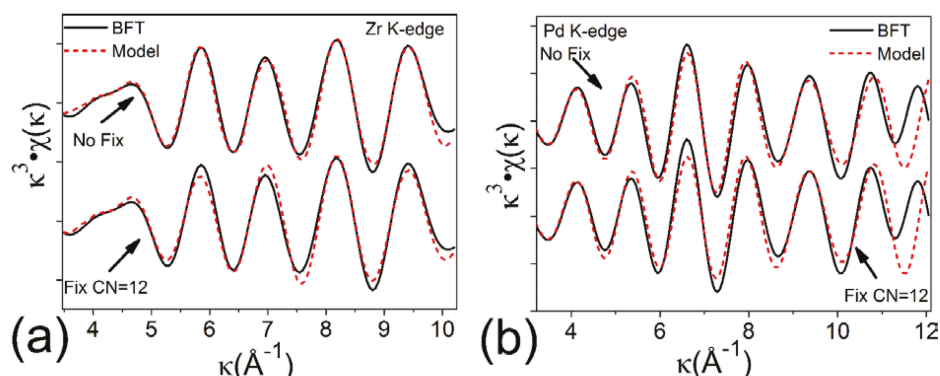 (a)
BFT
Model
Zr K-edge
No Fix
Fix CN=12
κ³•χ(κ)
4 5 6 7 8 9 10
κ(Å⁻¹)
(b)
Pd K-edge
No Fix
BFT
Model
Fix CN=12
κ³•χ(κ)
4 6 8 10 12
κ(Å⁻¹)